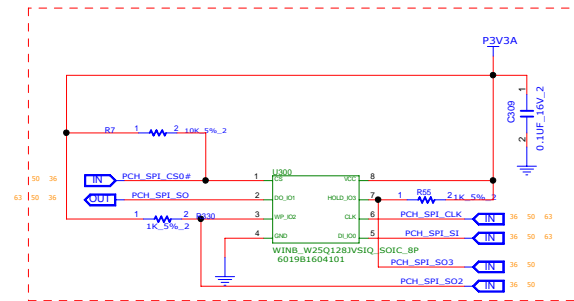 P3V3A
1
C309
0.1UF_16V_2
2
R7 1 2 10K_5%_2
U300
50 36 IN PCH_SPI_CS0# 1 CS VCC 8
63 50 36 OUT PCH_SPI_SO 2 DO_IO1 HOLD_IO3 7 1 R55 2 1K_5%_2
1 2 R330 3 WP_IO2 CLK 6 PCH_SPI_CLK IN 36 50 63
1K_5%_2
4 GND DI_IO0 5 PCH_SPI_SI IN 36 50 63
WINB_W25Q128JVSIQ_SOIC_8P
6019B1604101
PCH_SPI_SO3 IN 36 50
PCH_SPI_SO2 IN 36 50